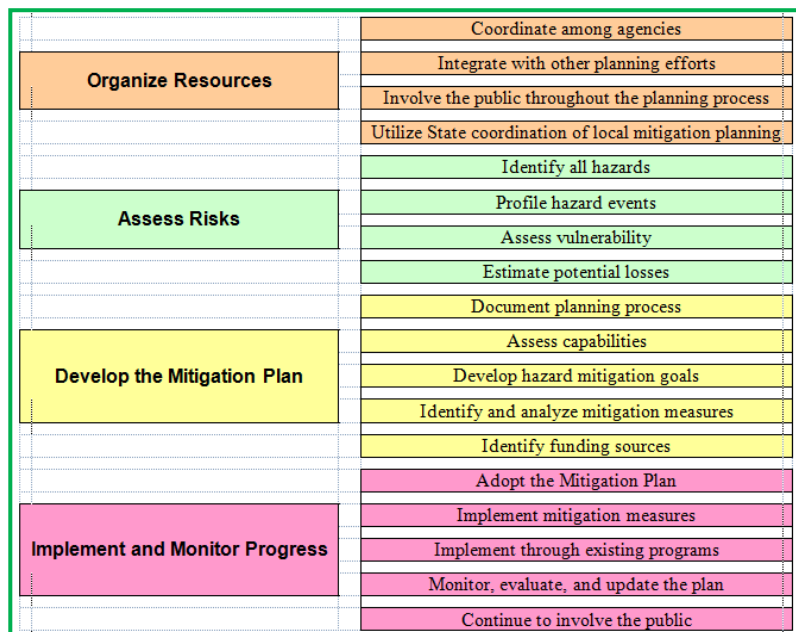 Organize Resources
Coordinate among agencies
Integrate with other planning efforts
Involve the public throughout the planning process
Utilize State coordination of local mitigation planning
Assess Risks
Identify all hazards
Profile hazard events
Assess vulnerability
Estimate potential losses
Develop the Mitigation Plan
Document planning process
Assess capabilities
Develop hazard mitigation goals
Identify and analyze mitigation measures
Identify funding sources
Implement and Monitor Progress
Adopt the Mitigation Plan
Implement mitigation measures
Implement through existing programs
Monitor, evaluate, and update the plan
Continue to involve the public